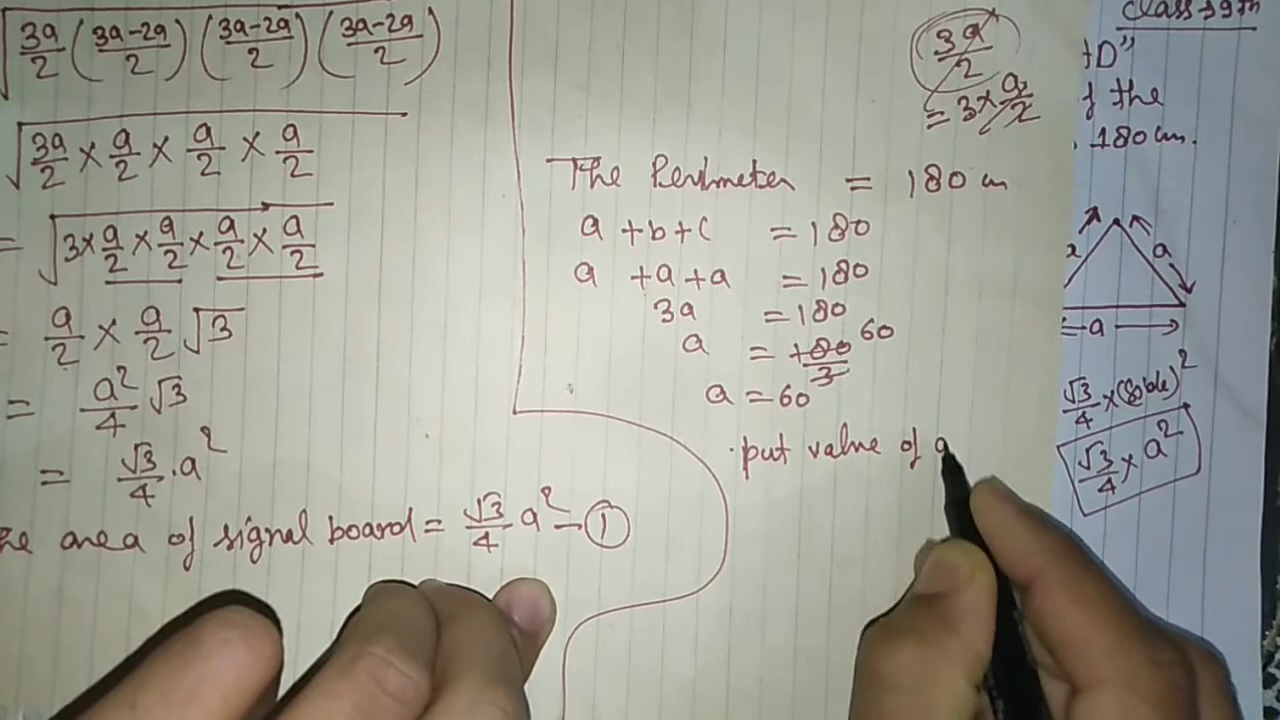 √3a/2 (3a-2a/2) (3a-2a/2) (3a-2a/2)
√3a/2 × a/2 × a/2 × a/2
= √3×a/2×a/2×a/2×a/2
= a/2 × a/2 √3
= a²/4 √3
= √3/4 . a²
he area of signal board = √3/4 a² - ①
3a/2
= 3×a/2
The Perimeter = 180 cm
a + b + c = 180
a + a + a = 180
3a = 180
a = 180/3 60
a = 60
put value of a
Class-9th
D"
f the
180 cm.
a
a
√3/4 × (Side)²
√3/4 × a²